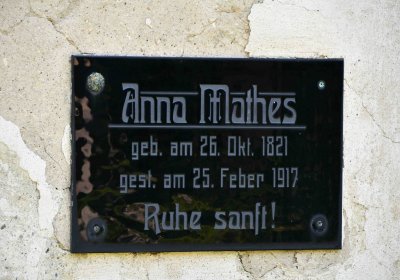 Anna Mathes
geb. am 26. Okt. 1821
gest. am 25. Feber 1917
Ruhe sanft!